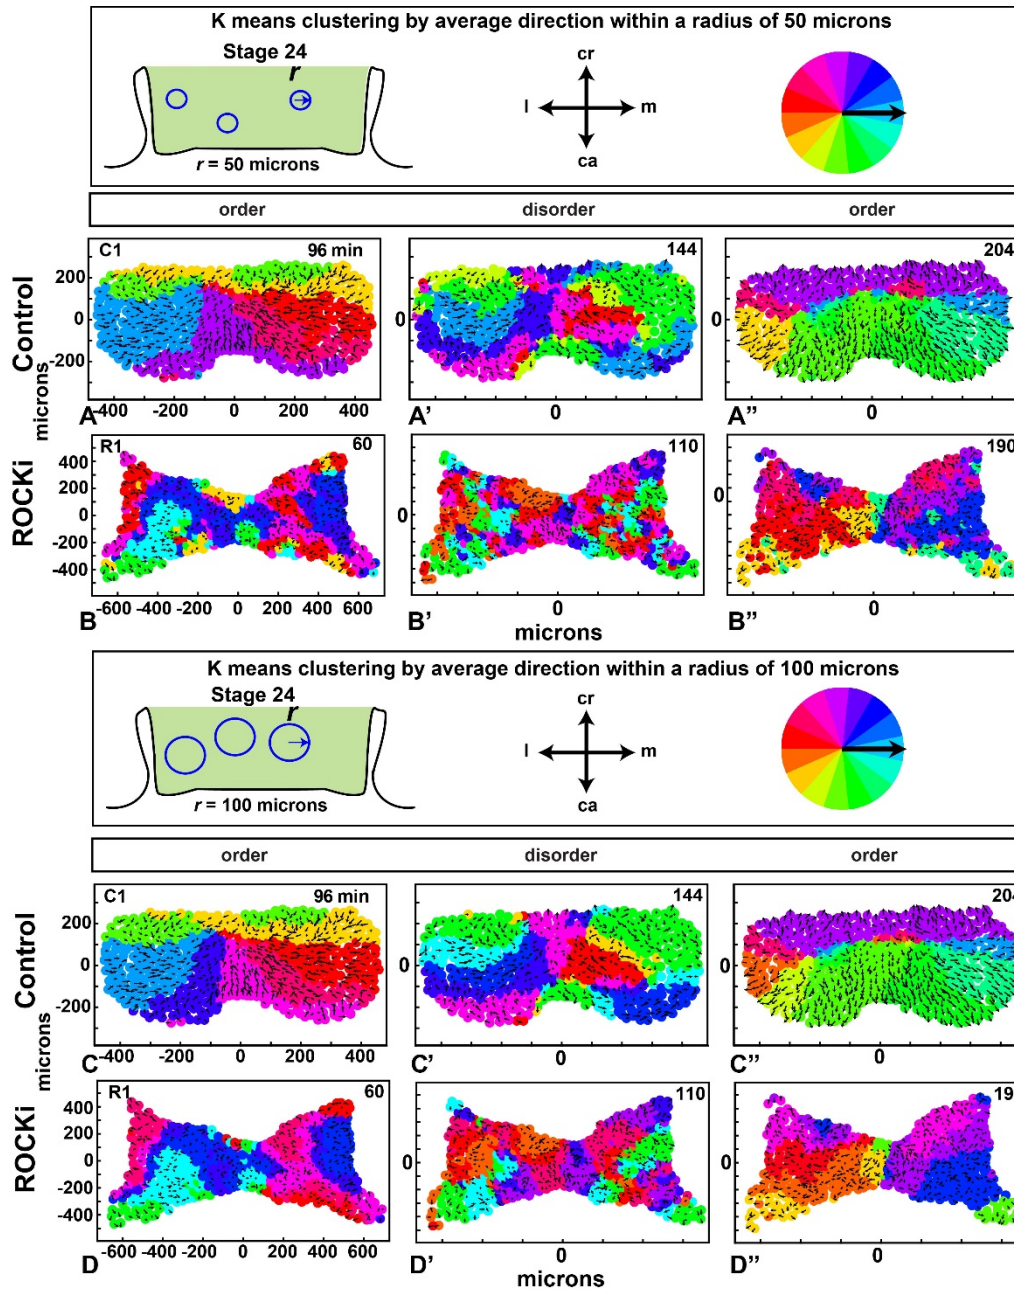 K means clustering by average direction within a radius of 50 microns
Stage 24
r
r = 50 microns
cr
l m
ca
order disorder order
Control
C1 96 min
144
204
200
0
-200
microns
-400 -200 0 200 400
0
0
0
0
A A' A''
ROCKi
R1 60
110
190
400
200
0
-200
-400
0
0
-600 -400 -200 0 200 400 600
0
0
B B' B''
microns
K means clustering by average direction within a radius of 100 microns
Stage 24
r
r = 100 microns
cr
l m
ca
order disorder order
Control
C1 96 min
144
204
200
0
-200
microns
0
0
-400 -200 0 200 400
0
0
C C' C''
ROCKi
R1 60
110
19
400
200
0
-200
-400
0
0
-600 -400 -200 0 200 400 600
0
0
D D' D''
microns